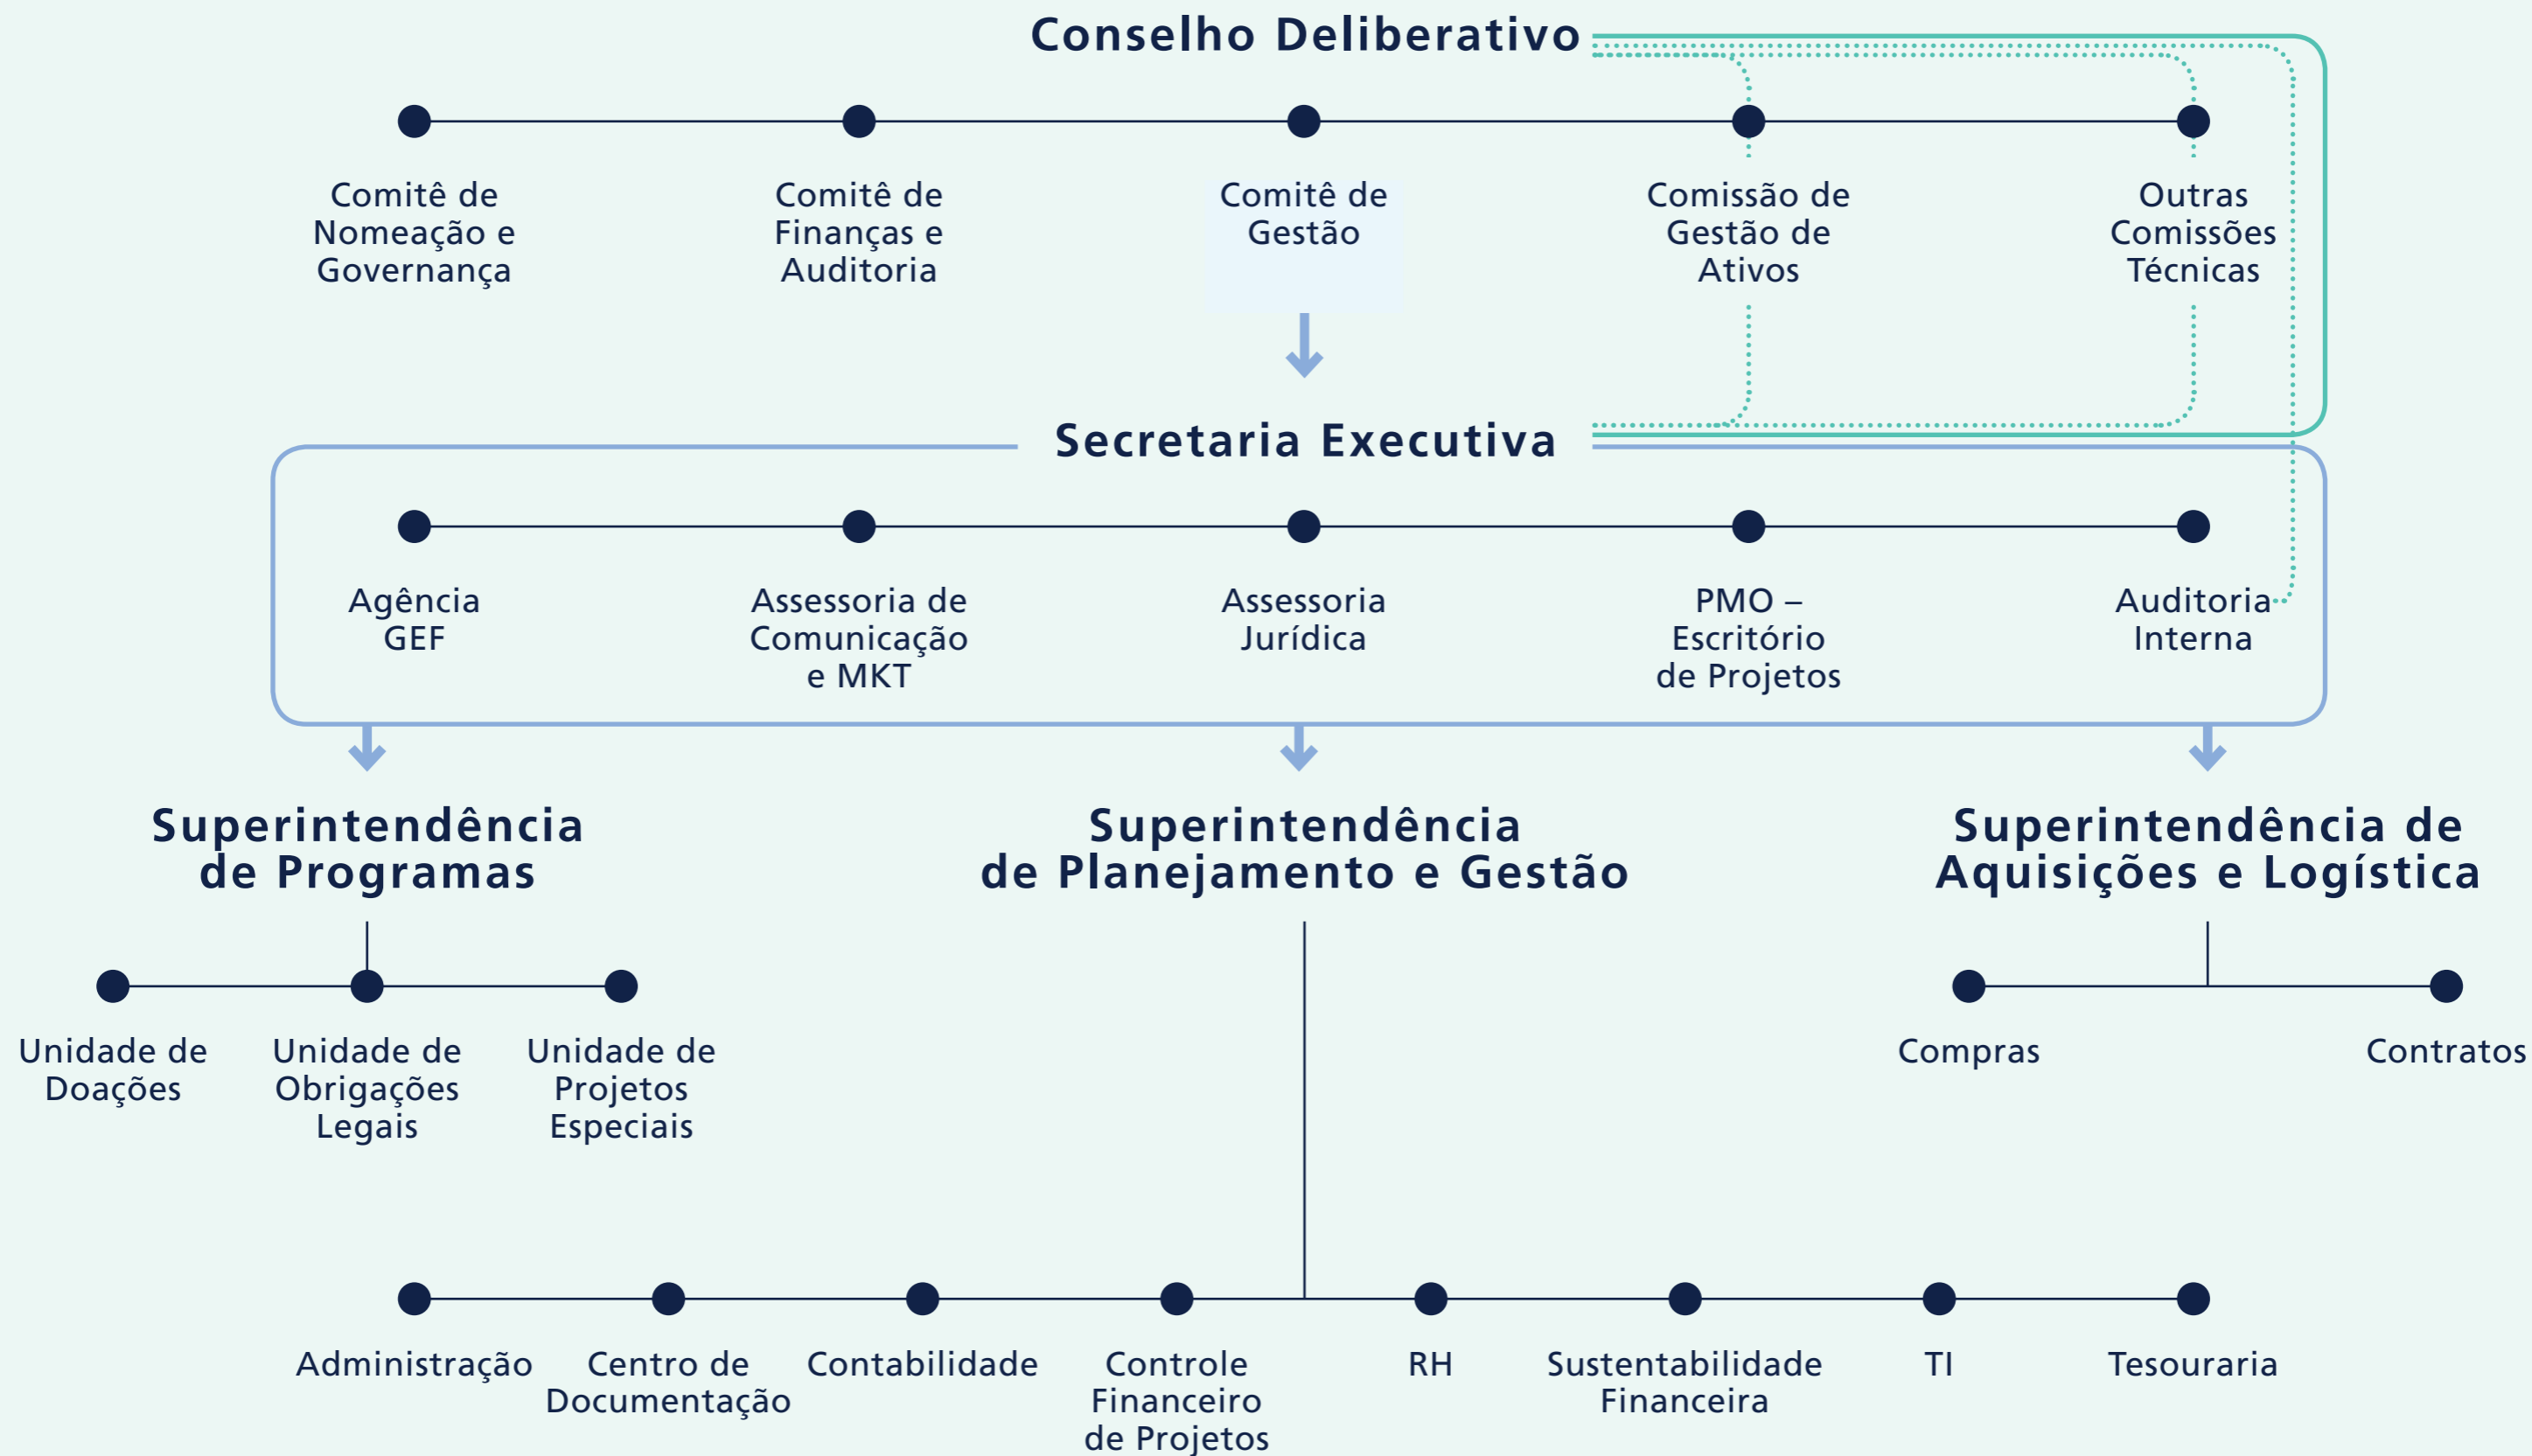 Conselho Deliberativo
Comitê de
Nomeação e
Governança
Comitê de
Finanças e
Auditoria
Comitê de
Gestão
Comissão de
Gestão de
Ativos
Outras
Comissões
Técnicas
Secretaria Executiva
Agência
GEF
Assessoria de
Comunicação
e MKT
Assessoria
Jurídica
PMO –
Escritório
de Projetos
Auditoria
Interna
Superintendência
de Programas
Superintendência
de Planejamento e Gestão
Superintendência de
Aquisições e Logística
Unidade de
Doações
Unidade de
Obrigações
Legais
Unidade de
Projetos
Especiais
Compras
Contratos
Administração
Centro de
Documentação
Contabilidade
Controle
Financeiro
de Projetos
RH
Sustentabilidade
Financeira
TI
Tesouraria